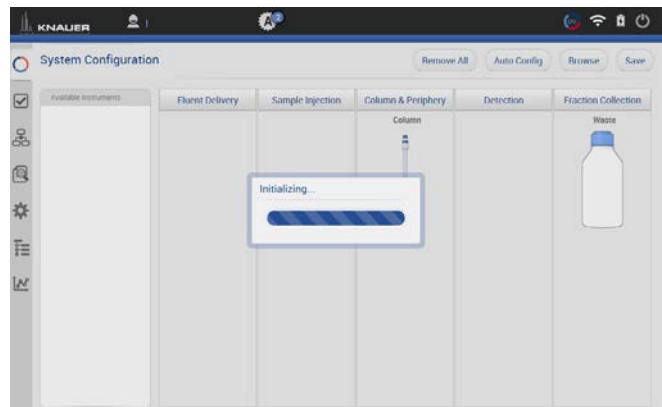 KNAUER
System Configuration
Remove All
Auto Config
Browse
Save
Available Instruments
Eluent Delivery
Sample Injection
Column & Periphery
Detection
Fraction Collection
Column
Waste
Initializing...